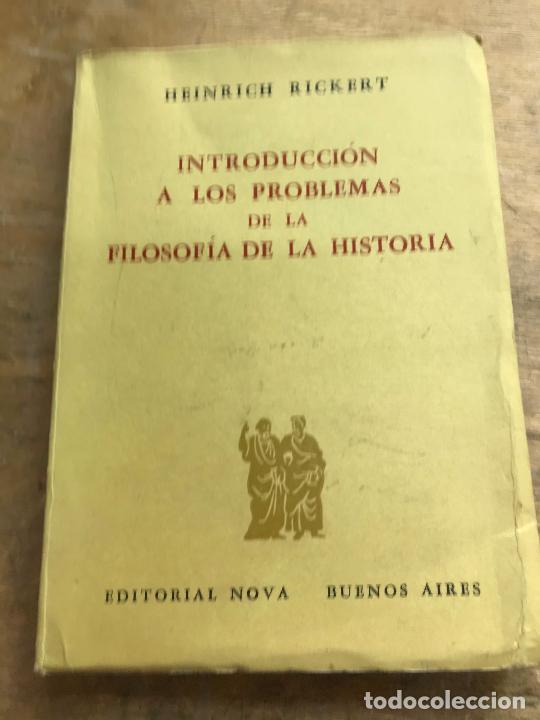 HEINRICH RICKERT
INTRODUCCIÓN
A LOS PROBLEMAS
DE LA
FILOSOFÍA DE LA HISTORIA
EDITORIAL NOVA BUENOS AIRES
todocoleccion